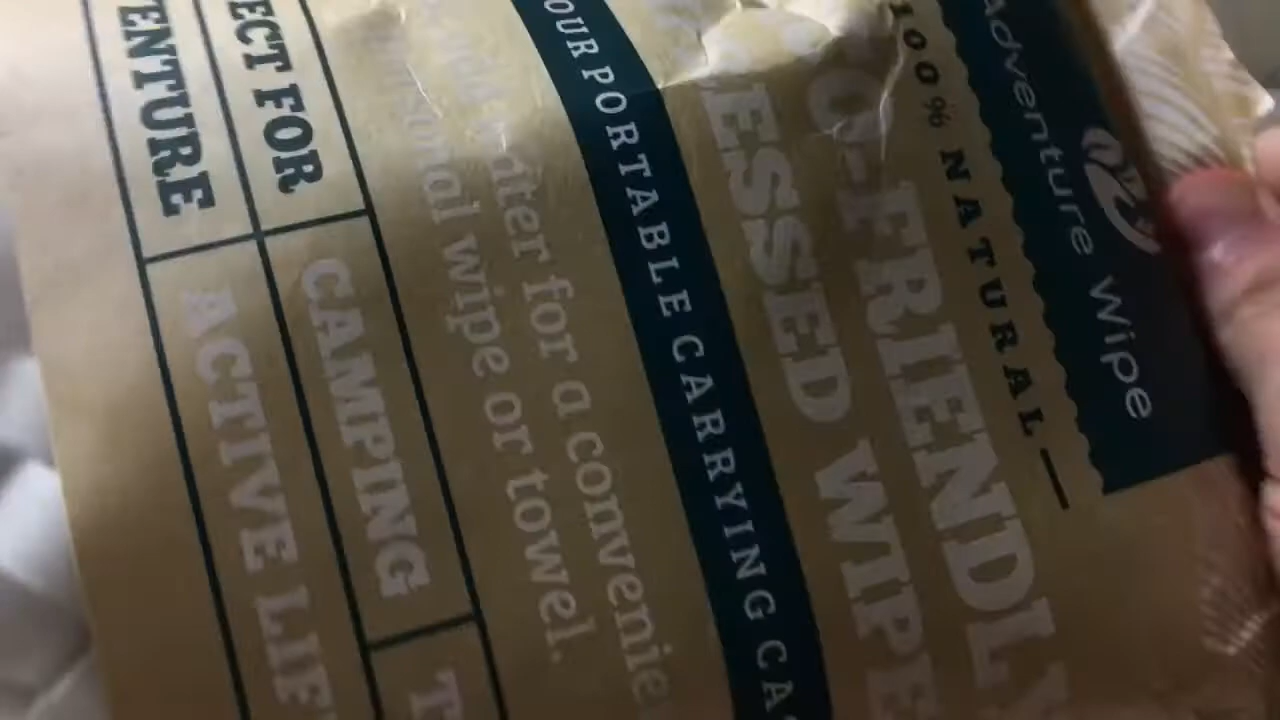 adventure wipe
100% NATURAL
O-FRIENDLY
ESSED WIPE
OUR PORTABLE CARRYING CAS
ater for a convenie
onal wipe or towel.
ECT FOR CAMPING T
ENTURE ACTIVE LIF